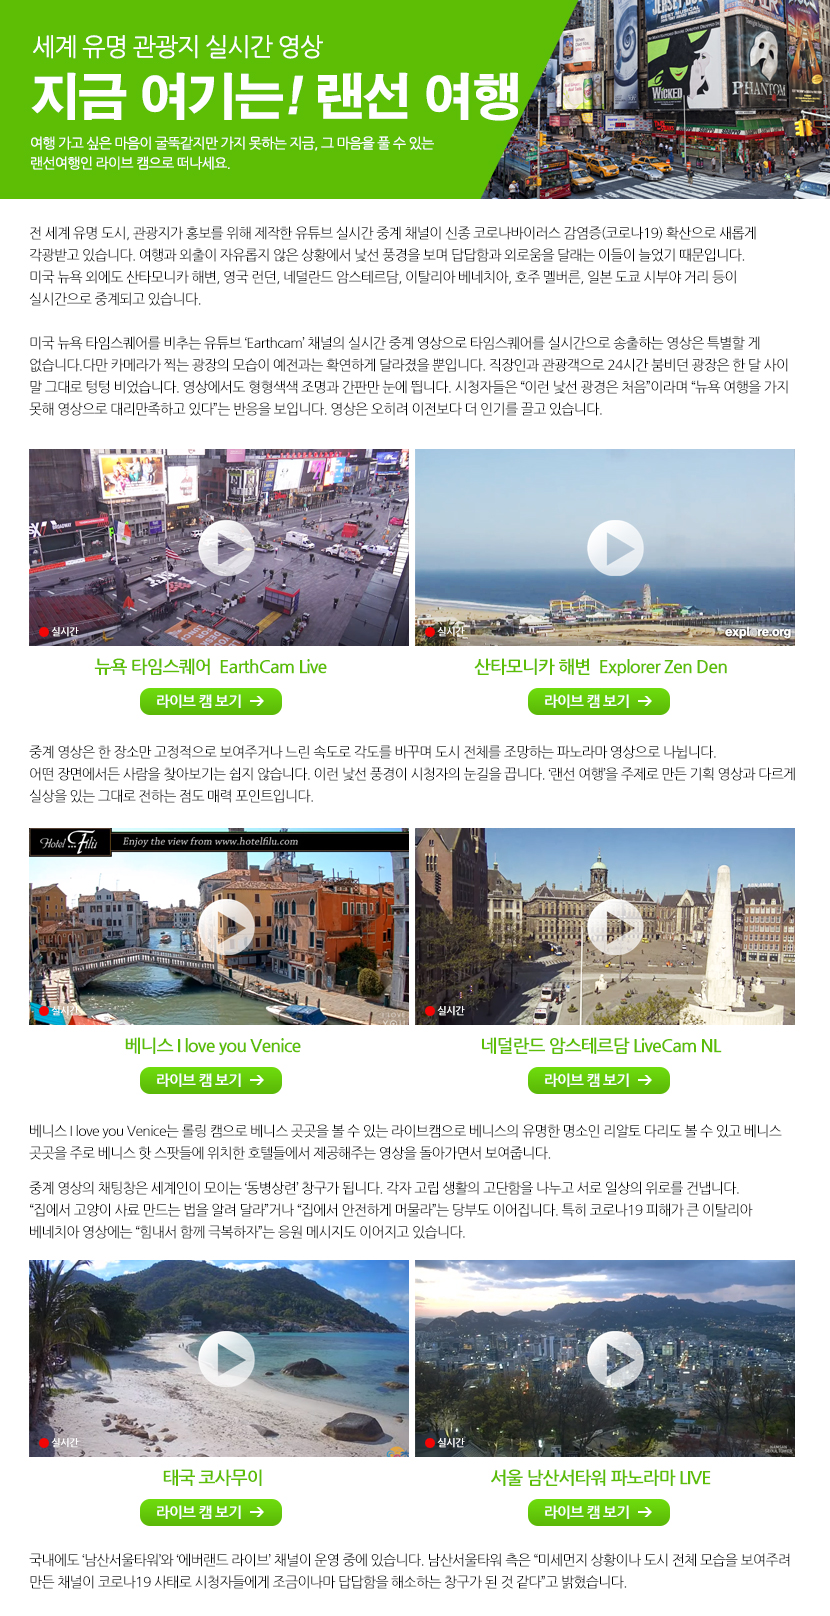 세계 유명 관광지 실시간 영상
지금 여기는! 랜선 여행
여행 가고 싶은 마음이 굴뚝같지만 가지 못하는 지금, 그 마음을 풀 수 있는
랜선여행인 라이브 캠으로 떠나세요.
JERSEY BOYS
WICKED
PHANTOM
전 세계 유명 도시, 관광지가 홍보를 위해 제작한 유튜브 실시간 중계 채널이 신종 코로나바이러스 감염증(코로나19) 확산으로 새롭게
각광받고 있습니다. 여행과 외출이 자유롭지 않은 상황에서 낯선 풍경을 보며 답답함과 외로움을 달래는 이들이 늘었기 때문입니다.
미국 뉴욕 외에도 산타모니카 해변, 영국 런던, 네덜란드 암스테르담, 이탈리아 베네치아, 호주 멜버른, 일본 도쿄 시부야 거리 등이
실시간으로 중계되고 있습니다.
미국 뉴욕 타임스퀘어를 비추는 유튜브 ‘Earthcam’ 채널의 실시간 중계 영상으로 타임스퀘어를 실시간으로 송출하는 영상은 특별할 게
없습니다.다만 카메라가 찍는 광장의 모습이 예전과는 확연하게 달라졌을 뿐입니다. 직장인과 관광객으로 24시간 붐비던 광장은 한 달 사이
말 그대로 텅텅 비었습니다. 영상에서도 형형색색 조명과 간판만 눈에 띕니다. 시청자들은 “이런 낯선 광경은 처음”이라며 “뉴욕 여행을 가지
못해 영상으로 대리만족하고 있다”는 반응을 보입니다. 영상은 오히려 이전보다 더 인기를 끌고 있습니다.
실시간
실시간
explore.org
뉴욕 타임스퀘어 EarthCam Live
산타모니카 해변 Explorer Zen Den
라이브 캠 보기 →
라이브 캠 보기 →
중계 영상은 한 장소만 고정적으로 보여주거나 느린 속도로 각도를 바꾸며 도시 전체를 조망하는 파노라마 영상으로 나뉩니다.
어떤 장면에서든 사람을 찾아보기는 쉽지 않습니다. 이런 낯선 풍경이 시청자의 눈길을 끕니다. ‘랜선 여행’을 주제로 만든 기획 영상과 다르게
실상을 있는 그대로 전하는 점도 매력 포인트입니다.
Hotel ...Filù Enjoy the view from www.hotelfilu.com
실시간
I LOVE YOU
실시간
베니스 I love you Venice
네덜란드 암스테르담 LiveCam NL
라이브 캠 보기 →
라이브 캠 보기 →
베니스 I love you Venice는 롤링 캠으로 베니스 곳곳을 볼 수 있는 라이브캠으로 베니스의 유명한 명소인 리알토 다리도 볼 수 있고 베니스
곳곳을 주로 베니스 핫 스팟들에 위치한 호텔들에서 제공해주는 영상을 돌아가면서 보여줍니다.
중계 영상의 채팅창은 세계인이 모이는 ‘동병상련’ 창구가 됩니다. 각자 고립 생활의 고단함을 나누고 서로 일상의 위로를 건넵니다.
“집에서 고양이 사료 만드는 법을 알려 달라”거나 “집에서 안전하게 머물라”는 당부도 이어집니다. 특히 코로나19 피해가 큰 이탈리아
베네치아 영상에는 “힘내서 함께 극복하자”는 응원 메시지도 이어지고 있습니다.
실시간
실시간
태국 코사무이
서울 남산서타워 파노라마 LIVE
라이브 캠 보기 →
라이브 캠 보기 →
국내에도 ‘남산서울타워’와 ‘에버랜드 라이브’ 채널이 운영 중에 있습니다. 남산서울타워 측은 “미세먼지 상황이나 도시 전체 모습을 보여주려
만든 채널이 코로나19 사태로 시청자들에게 조금이나마 답답함을 해소하는 창구가 된 것 같다”고 밝혔습니다.